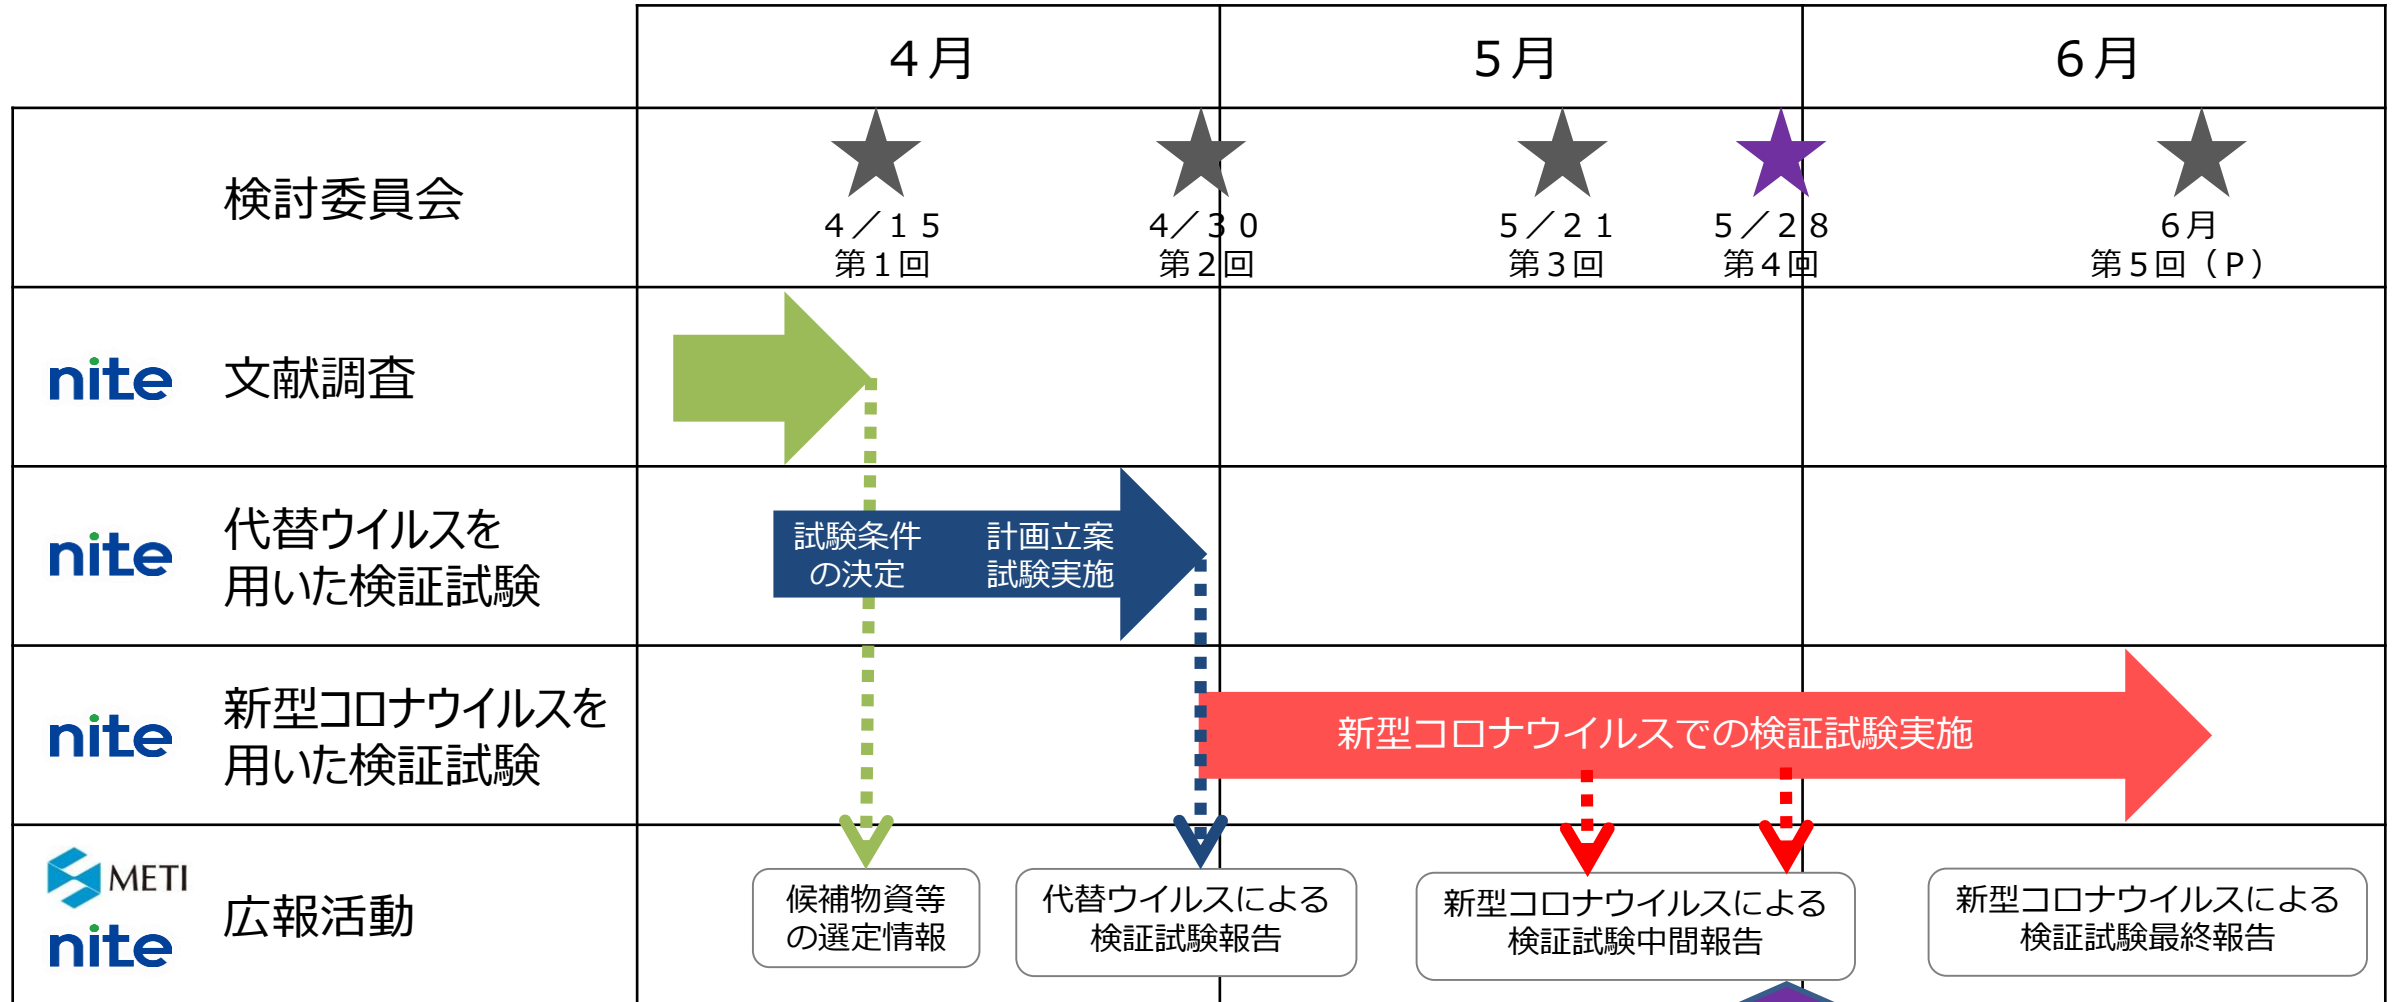 ４月
５月
６月
検討委員会
４／１５
第１回
4／３０
第２回
５／２１
第３回
５／２８
第４回
６月
第５回（Ｐ）
nite
文献調査
nite
代替ウイルスを
用いた検証試験
試験条件
の決定
計画立案
試験実施
nite
新型コロナウイルスを
用いた検証試験
新型コロナウイルスでの検証試験実施
METI
nite
広報活動
候補物資等
の選定情報
代替ウイルスによる
検証試験報告
新型コロナウイルスによる
検証試験中間報告
新型コロナウイルスによる
検証試験最終報告